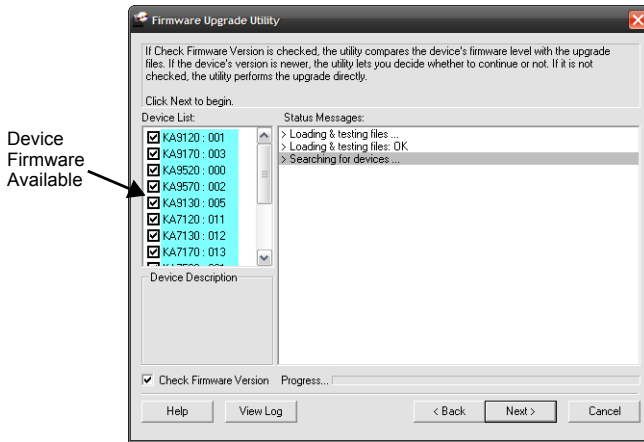 Firmware Upgrade Utility
If Check Firmware Version is checked, the utility compares the device's firmware level with the upgrade
files. If the device's version is newer, the utility lets you decide whether to continue or not. If it is not
checked, the utility performs the upgrade directly.
Click Next to begin.
Device List:
Status Messages:
Device
Firmware
Available
KA9120 : 001
KA9170 : 003
KA9520 : 000
KA9570 : 002
KA9130 : 005
KA7120 : 011
KA7130 : 012
KA7170 : 013
> Loading & testing files ...
> Loading & testing files: OK
> Searching for devices ...
Device Description
Check Firmware Version
Progress...
Help
View Log
< Back
Next >
Cancel